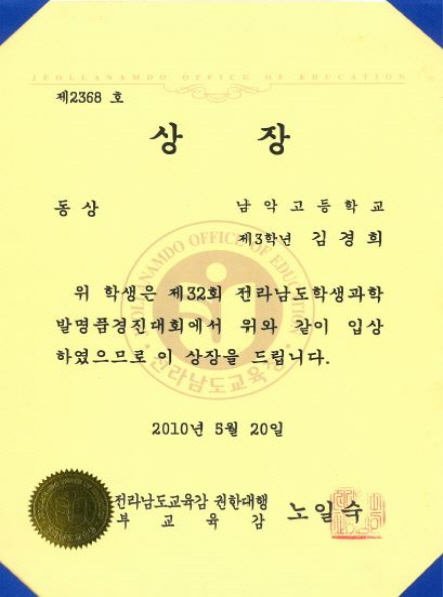 JEOLLANAMDO OFFICE OF EDUCATION
제2368 호
상 장
동상 남악고등학교
제3학년 김경희
위 학생은 제32회 전라남도학생과학
발명품경진대회에서 위와 같이 입상
하였으므로 이 상장을 드립니다.
2010년 5월 20일
전라남도교육감 권한대행
부교육감 노일숙
JEOLLANAMDO OFFICE OF EDUCATION
전라남도교육청